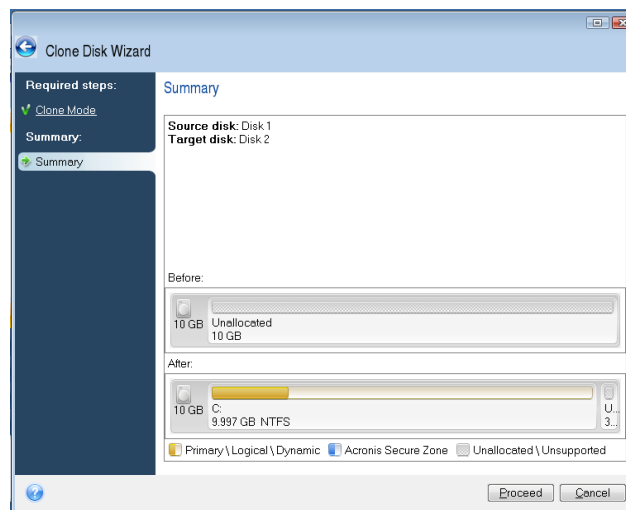 Clone Disk Wizard
Required steps:
Clone Mode
Summary:
Summary
Summary
Source disk: Disk 1
Target disk: Disk 2
Before:
10 GB
Unallocated
10 GB
After:
10 GB
C:
9.997 GB NTFS
U...
3...
Primary \ Logical \ Dynamic
Acronis Secure Zone
Unallocated \ Unsupported
?
Proceed
Cancel